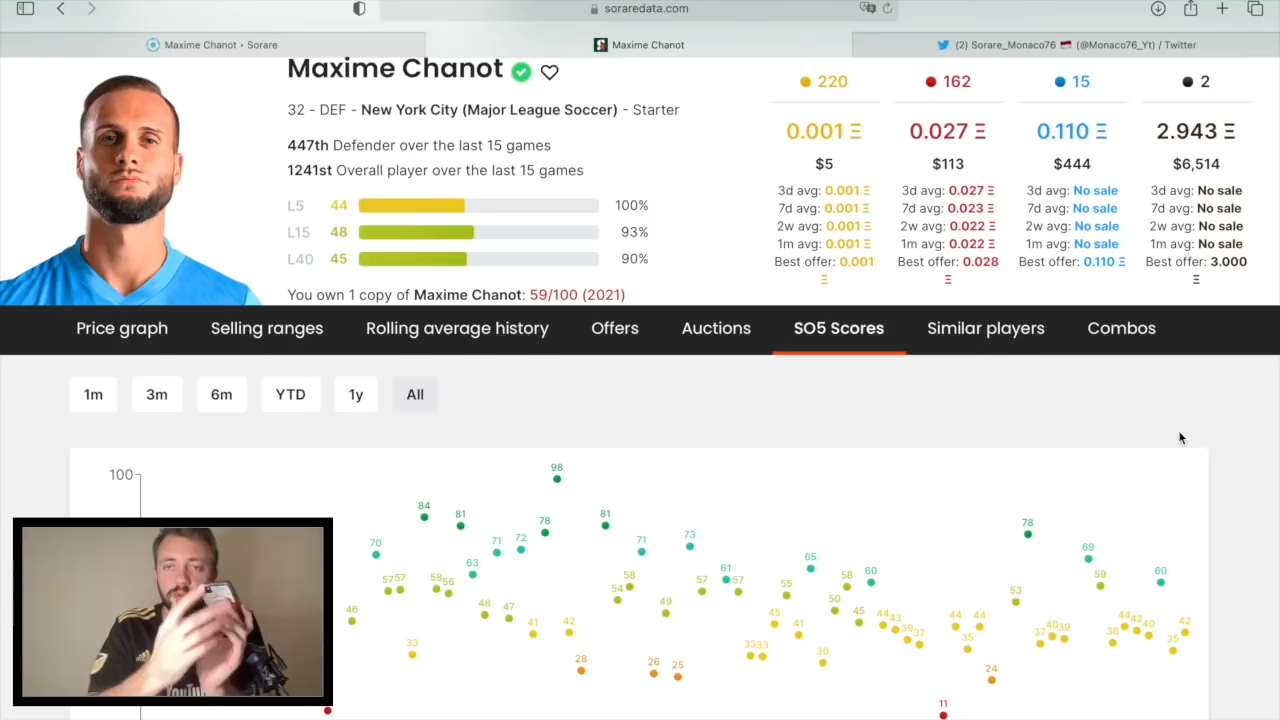 soraredata.com
Maxime Chanot • Sorare
Maxime Chanot
(2) Sorare_Monaco76 🇲🇨 (@Monaco76_Yt) / Twitter
Maxime Chanot
32 - DEF - New York City (Major League Soccer) - Starter
447th Defender over the last 15 games
1241st Overall player over the last 15 games
L5 44 100%
L15 48 93%
L40 45 90%
You own 1 copy of Maxime Chanot: 59/100 (2021)
220 162 15 2
0.001 Ξ 0.027 Ξ 0.110 Ξ 2.943 Ξ
$5 $113 $444 $6,514
3d avg: 0.001 Ξ 3d avg: 0.027 Ξ 3d avg: No sale 3d avg: No sale
7d avg: 0.001 Ξ 7d avg: 0.023 Ξ 7d avg: No sale 7d avg: No sale
2w avg: 0.001 Ξ 2w avg: 0.022 Ξ 2w avg: No sale 2w avg: No sale
1m avg: 0.001 Ξ 1m avg: 0.022 Ξ 1m avg: No sale 1m avg: No sale
Best offer: 0.001 Ξ Best offer: 0.028 Ξ Best offer: 0.110 Ξ Best offer: 3.000 Ξ
Price graph Selling ranges Rolling average history Offers Auctions SO5 Scores Similar players Combos
1m 3m 6m YTD 1y All
100
98
84 81 78 81 78
70 63 71 72 71 73 61 65 60 69 60
46 57 57 33 58 56 48 47 41 42 28 54 58 26 49 25 57 57 33 33 45 55 41 30 50 58 45 44 43 39 37 11 44 35 44 24 53 37 40 39 59 38 44 42 40 35 42
YouTube